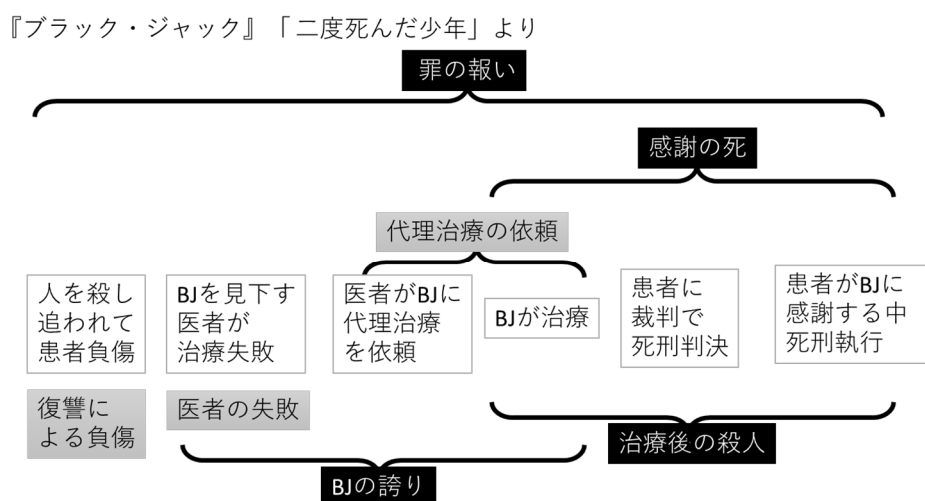 『ブラック・ジャック』「二度死んだ少年」より
罪の報い
感謝の死
代理治療の依頼
人を殺し
追われて
患者負傷
BJを見下す
医者が
治療失敗
医者がBJに
代理治療
を依頼
BJが治療
患者に
裁判で
死刑判決
患者がBJに
感謝する中
死刑執行
復讐に
よる負傷
医者の失敗
治療後の殺人
BJの誇り